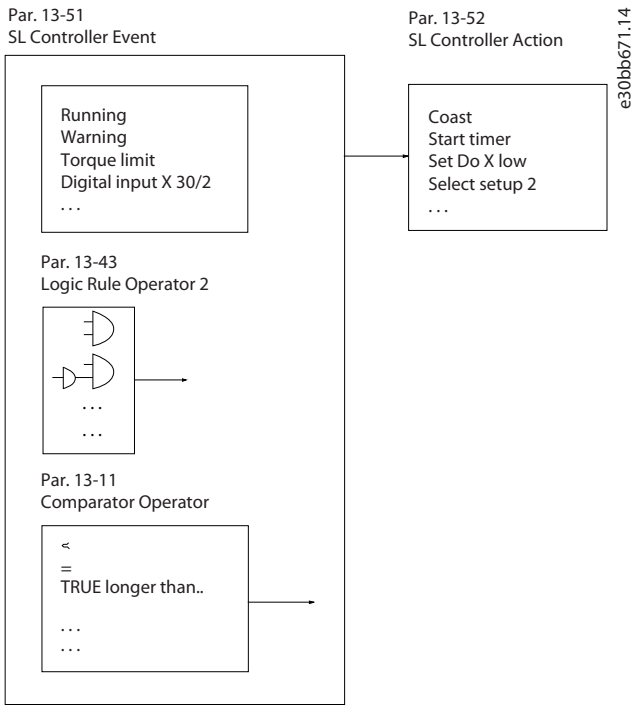 Par. 13-51
SL Controller Event
Par. 13-52
SL Controller Action
e30bb671.14
Running
Warning
Torque limit
Digital input X 30/2
. . .
Coast
Start timer
Set Do X low
Select setup 2
. . .
Par. 13-43
Logic Rule Operator 2
. . .
. . .
Par. 13-11
Comparator Operator
<
=
TRUE longer than..
. . .
. . .